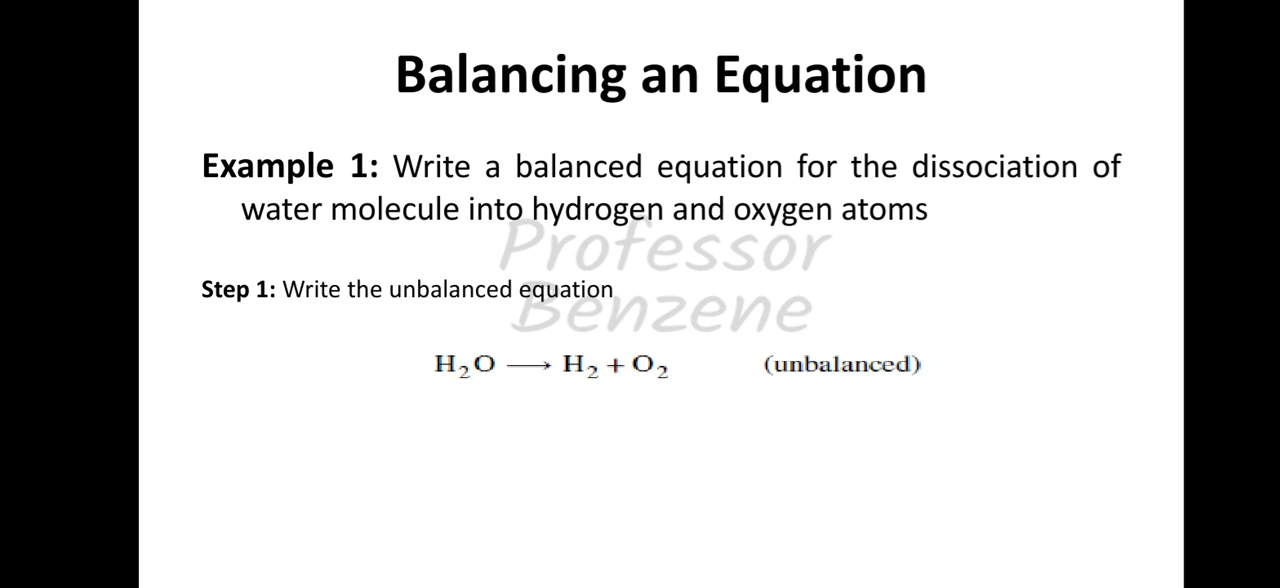 Balancing an Equation
Example 1: Write a balanced equation for the dissociation of
water molecule into hydrogen and oxygen atoms
Professor
Step 1: Write the unbalanced equation
Benzene
H₂O ⟶ H₂ + O₂ (unbalanced)